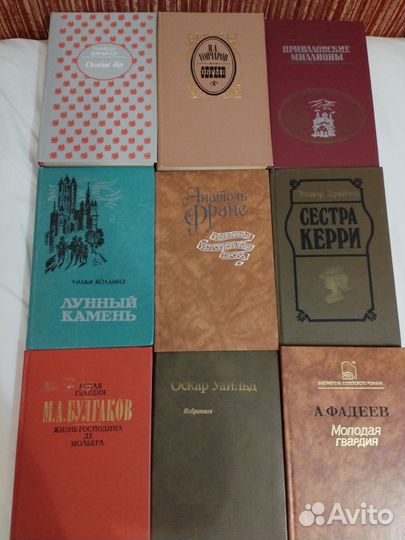 И.А.
ГОНЧАРОВ
ОБРЫВ
ПРИВАЛОВСКИЕ
МИЛЛИОНЫ
УИЛКИ КОЛЛИНЗ
ЛУННЫЙ
КАМЕНЬ
Анатоль
Франс
Теодор Драйзер
СЕСТРА
КЕРРИ
БЕЛАЯ
ГВАРДИЯ
М.А.БУЛГАКОВ
ЖИЗНЬ ГОСПОДИНА
ДЕ
МОЛЬЕРА
Оскар Уайльд
Избранное
БИБЛИОТЕКА СОВЕТСКОГО РОМАНА
А.ФАДЕЕВ
Молодая
гвардия
Avito